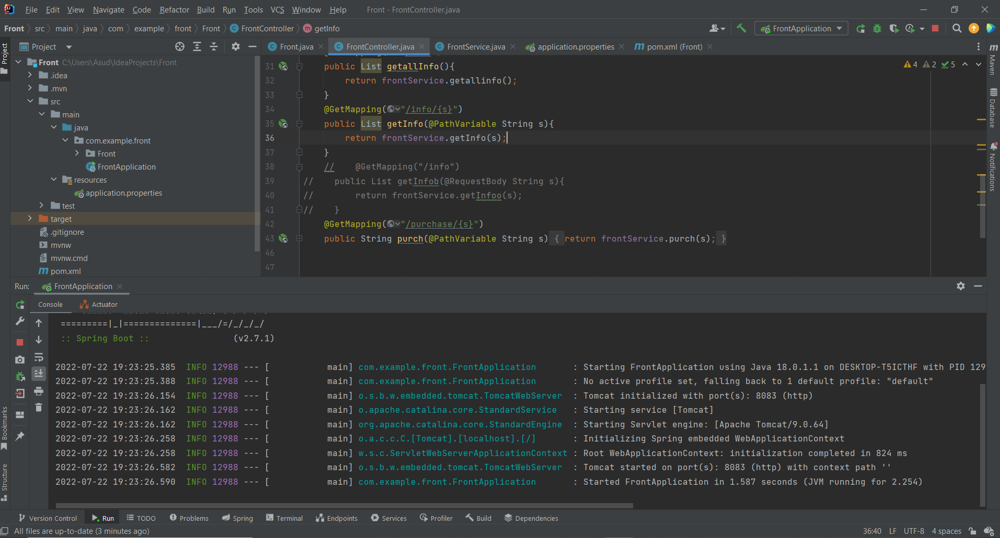 File Edit View Navigate Code Refactor Build Run Tools VCS Window Help Front - FrontController.java
Front src main java com example front Front FrontController getInfo FrontApplication
Project
Front.java FrontController.java FrontService.java application.properties pom.xml (Front)
Front C:\Users\Asud\IdeaProjects\Front
.idea
.mvn
src
main
java
com.example.front
Front
FrontApplication
resources
application.properties
test
target
.gitignore
mvnw
mvnw.cmd
pom.xml
4 2 5
31 public List getallInfo(){
32 return frontService.getallinfo();
33 }
34 @GetMapping("/info/{s}")
35 public List getInfo(@PathVariable String s){
36 return frontService.getInfo(s);
37 }
38 // @GetMapping("/info")
39 // public List getInfob(@RequestBody String s){
40 // return frontService.getInfoo(s);
41 // }
42 @GetMapping("/purchase/{s}")
43 public String purch(@PathVariable String s) { return frontService.purch(s); }
46
47
Project
Bookmarks
Structure
Maven
Database
Notifications
Run: FrontApplication
Console Actuator
=========|_|==============|___/=/_/_/_/
:: Spring Boot :: (v2.7.1)
2022-07-22 19:23:25.385 INFO 12988 --- [ main] com.example.front.FrontApplication : Starting FrontApplication using Java 18.0.1.1 on DESKTOP-T5ICTHF with PID 129
2022-07-22 19:23:25.388 INFO 12988 --- [ main] com.example.front.FrontApplication : No active profile set, falling back to 1 default profile: "default"
2022-07-22 19:23:26.154 INFO 12988 --- [ main] o.s.b.w.embedded.tomcat.TomcatWebServer : Tomcat initialized with port(s): 8083 (http)
2022-07-22 19:23:26.162 INFO 12988 --- [ main] o.apache.catalina.core.StandardService : Starting service [Tomcat]
2022-07-22 19:23:26.162 INFO 12988 --- [ main] org.apache.catalina.core.StandardEngine : Starting Servlet engine: [Apache Tomcat/9.0.64]
2022-07-22 19:23:26.258 INFO 12988 --- [ main] o.a.c.c.C.[Tomcat].[localhost].[/] : Initializing Spring embedded WebApplicationContext
2022-07-22 19:23:26.258 INFO 12988 --- [ main] w.s.c.ServletWebServerApplicationContext : Root WebApplicationContext: initialization completed in 824 ms
2022-07-22 19:23:26.582 INFO 12988 --- [ main] o.s.b.w.embedded.tomcat.TomcatWebServer : Tomcat started on port(s): 8083 (http) with context path ''
2022-07-22 19:23:26.590 INFO 12988 --- [ main] com.example.front.FrontApplication : Started FrontApplication in 1.587 seconds (JVM running for 2.254)
Version Control Run TODO Problems Spring Terminal Endpoints Services Profiler Build Dependencies
All files are up-to-date (3 minutes ago) 36:40 LF UTF-8 4 spaces